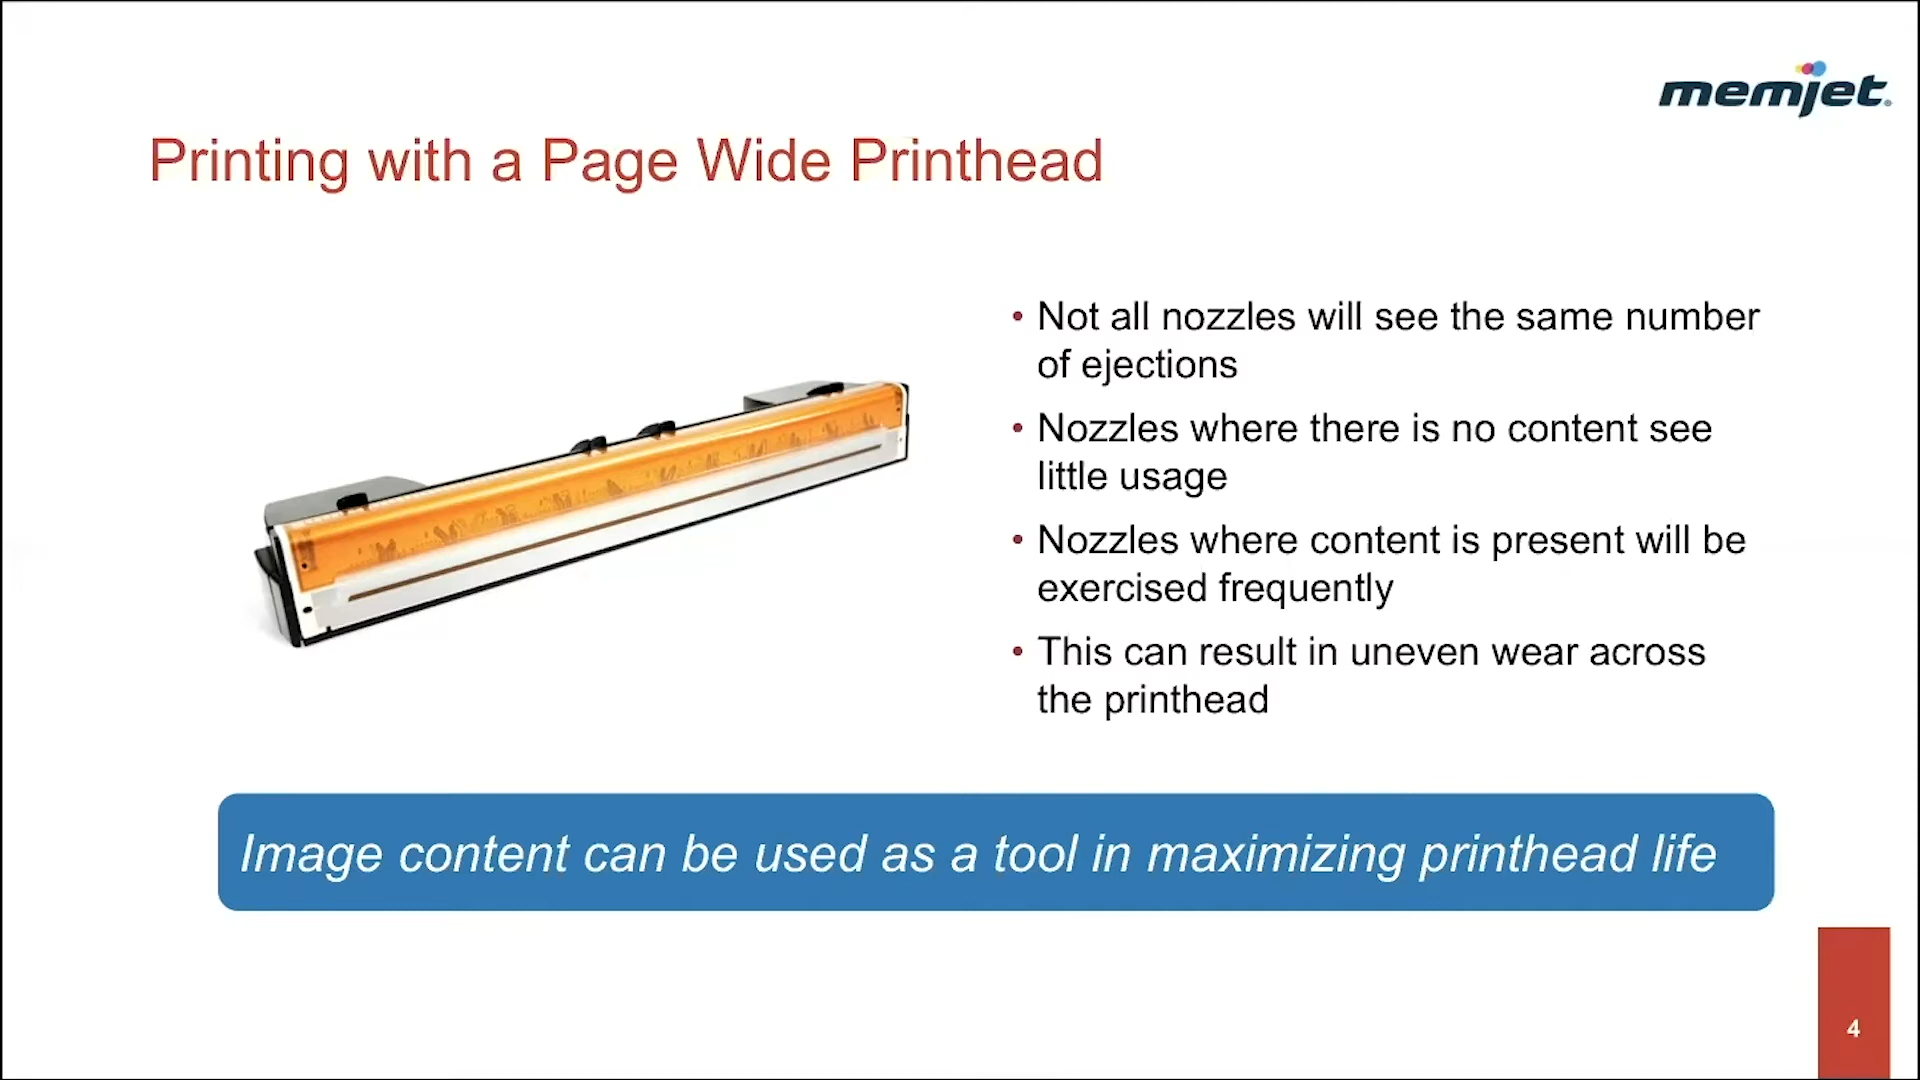 memjet
Printing with a Page Wide Printhead
• Not all nozzles will see the same number
of ejections
• Nozzles where there is no content see
little usage
• Nozzles where content is present will be
exercised frequently
• This can result in uneven wear across
the printhead
Image content can be used as a tool in maximizing printhead life
4